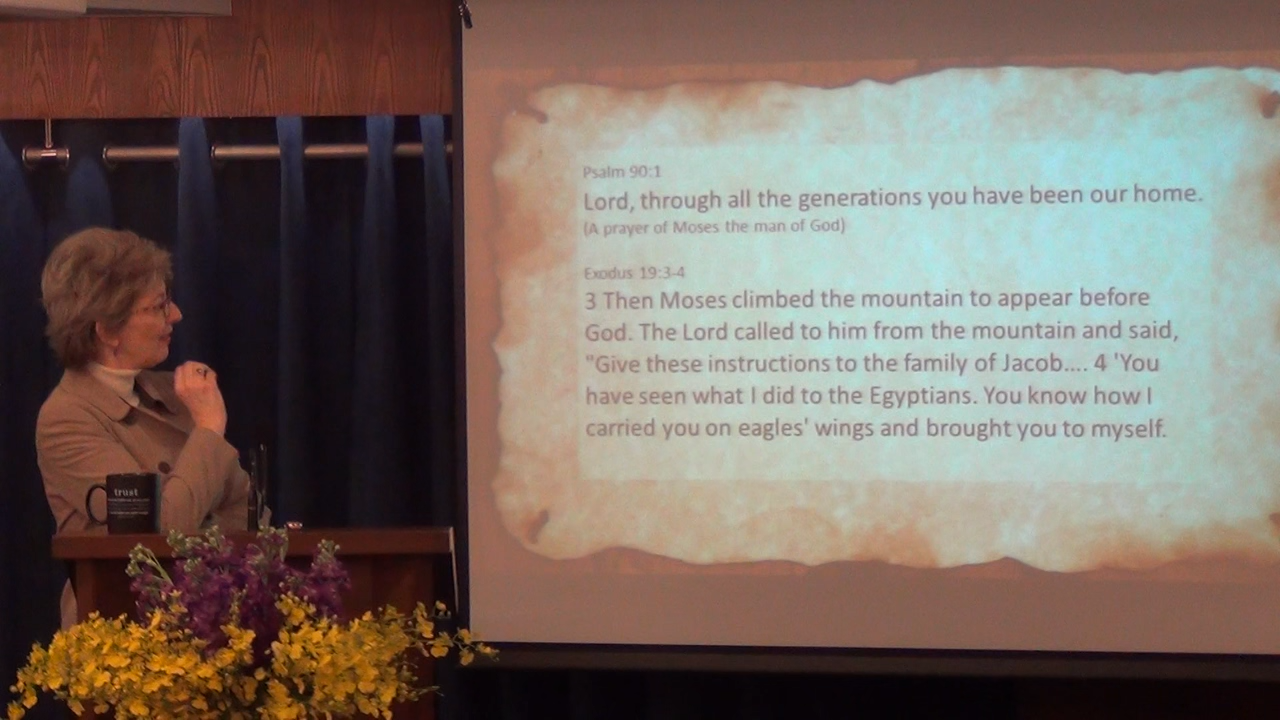 Psalm 90:1
Lord, through all the generations you have been our home.
(A prayer of Moses the man of God)
Exodus 19:3-4
3 Then Moses climbed the mountain to appear before
God. The Lord called to him from the mountain and said,
"Give these instructions to the family of Jacob.... 4 'You
have seen what I did to the Egyptians. You know how I
carried you on eagles' wings and brought you to myself.
trust